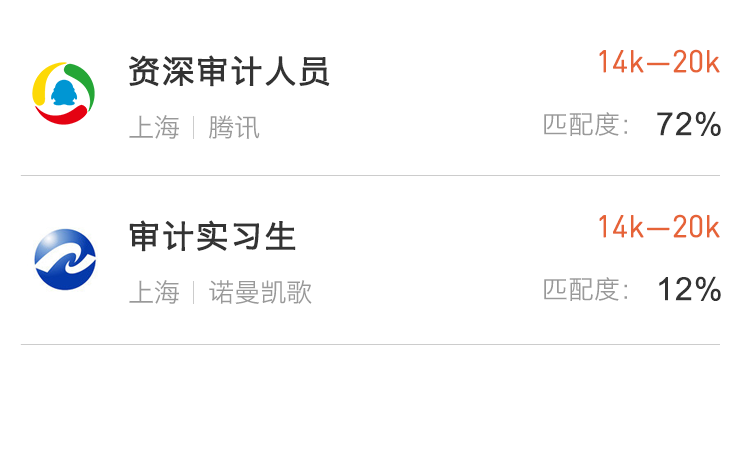 资深审计人员 14k—20k
上海 腾讯 匹配度： 72%
审计实习生 14k—20k
上海 诺曼凯歌 匹配度： 12%